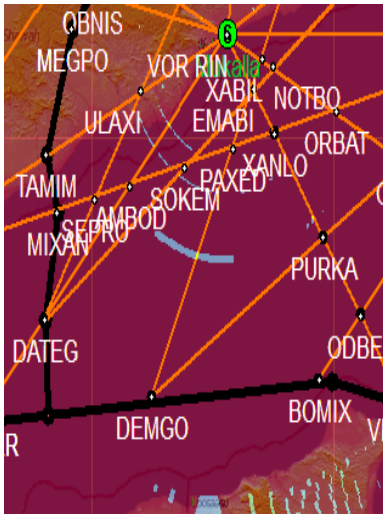 OBNIS
6
MEGPO
VOR RIN
XABIL
NOTBO
ULAXI
EMABI
ORBAT
XANLO
TAMIM
PAXED
SOKEM
AMBOD
SEPRO
MIXAN
PURKA
DATEG
ODBE
BOMIX
DEMGO
R